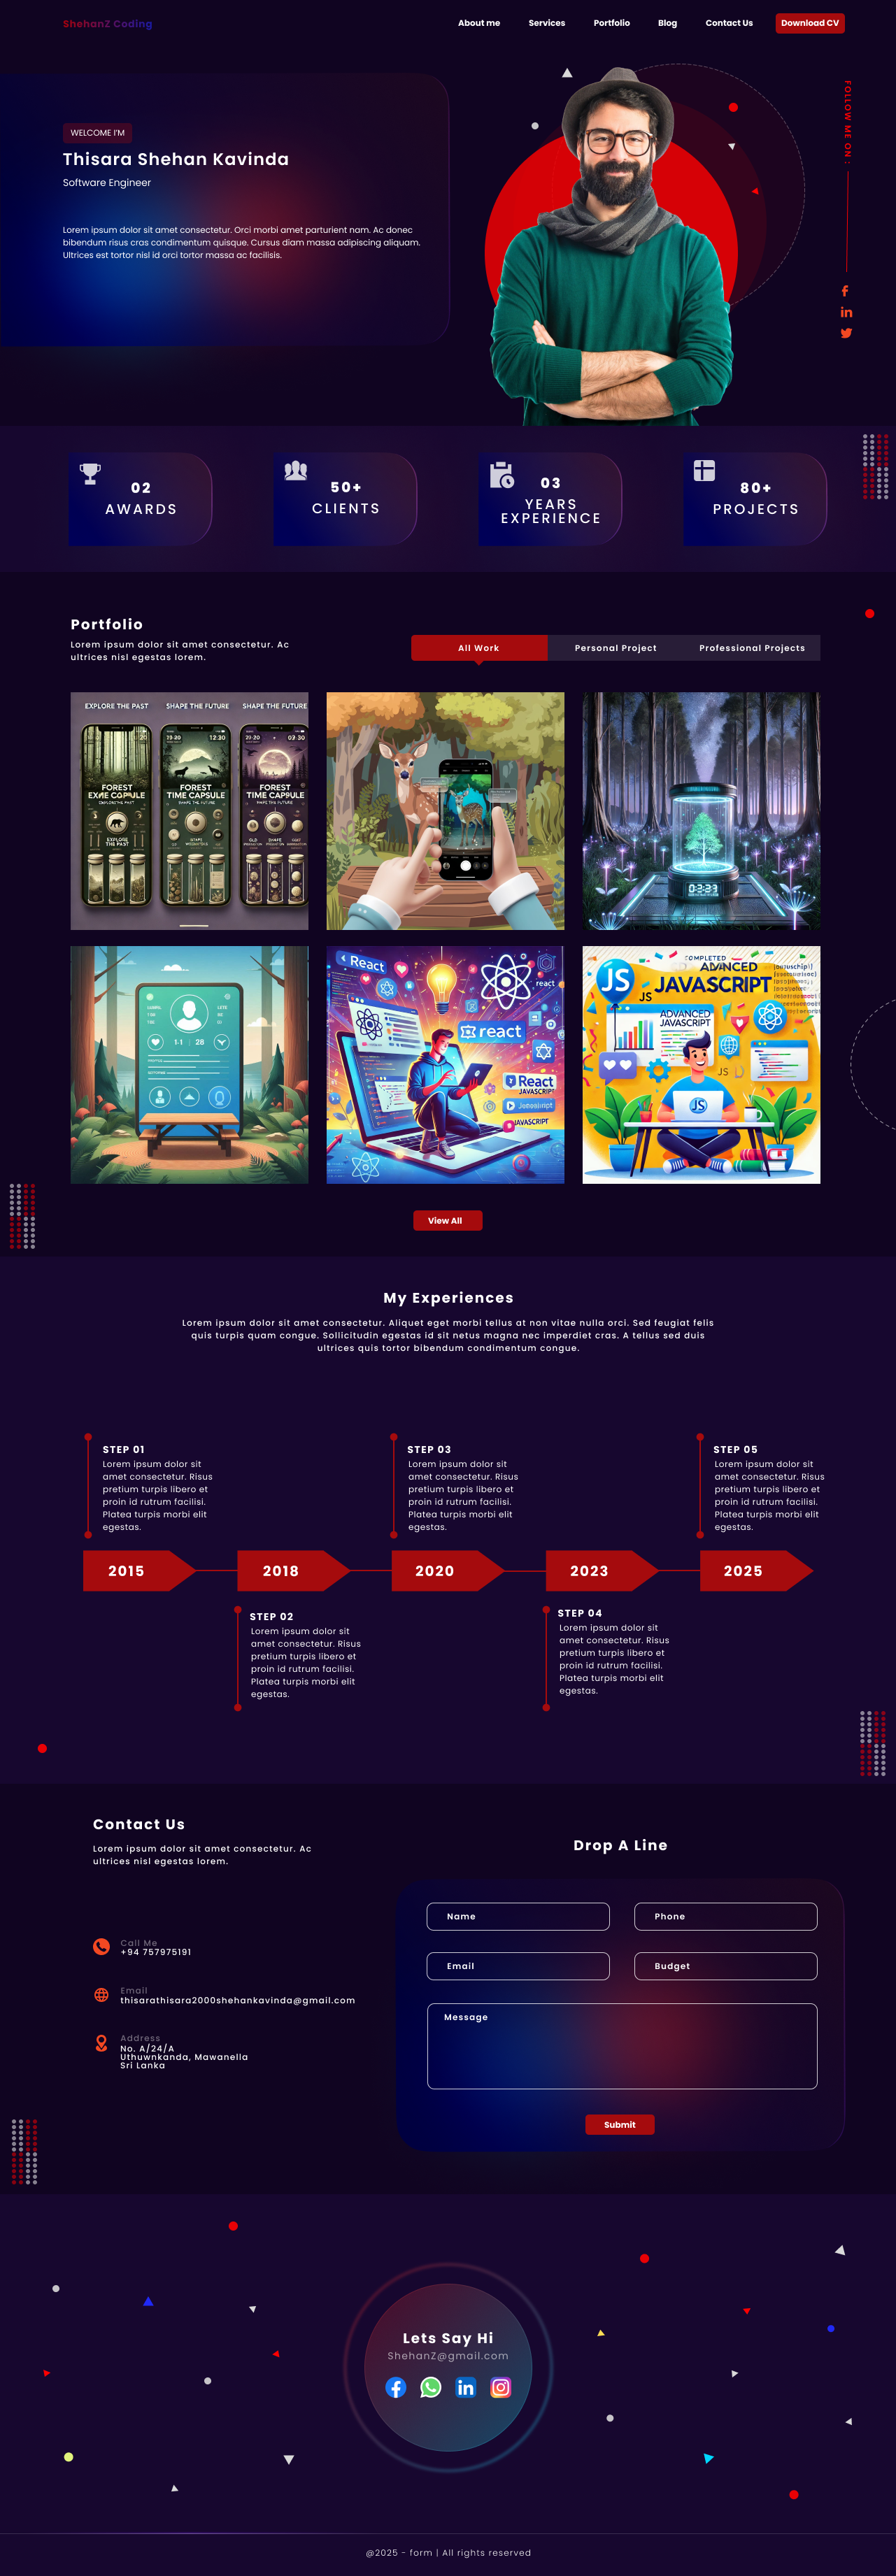 ShehanZ Coding
About me
Services
Portfolio
Blog
Contact Us
Download CV
FOLLOW ME ON :
WELCOME I'M
Thisara Shehan Kavinda
Software Engineer
Lorem ipsum dolor sit amet consectetur. Orci morbi amet parturient nam. Ac donec
bibendum risus cras condimentum quisque. Cursus diam massa adipiscing aliquam.
Ultrices est tortor nisl id orci tortor massa ac facilisis.
02
AWARDS
50+
CLIENTS
03
YEARS
EXPERIENCE
80+
PROJECTS
Portfolio
Lorem ipsum dolor sit amet consectetur. Ac
ultrices nisl egestas lorem.
All Work
Personal Project
Professional Projects
EXPLORE THE PAST
SHAPE THE FUTURE
SHAPE THE FUTURE
FOREST
FOREST
TIME CAPSULE
FOREST
TIME CAPSULE
EXPLORE
THE PAST
React
react
react
React
JAVASCRIPT
JAVASCRIPT
COMPLETED
ADVANCED
JAVASCRIPT
JS
JS
ADVANCED
JAVASCRIPT
JS
JS
View All
My Experiences
Lorem ipsum dolor sit amet consectetur. Aliquet eget morbi tellus at non vitae nulla orci. Sed feugiat felis
quis turpis quam congue. Sollicitudin egestas id sit netus magna nec imperdiet cras. A tellus sed duis
ultrices quis tortor bibendum condimentum congue.
STEP 01
Lorem ipsum dolor sit
amet consectetur. Risus
pretium turpis libero et
proin id rutrum facilisi.
Platea turpis morbi elit
egestas.
STEP 03
Lorem ipsum dolor sit
amet consectetur. Risus
pretium turpis libero et
proin id rutrum facilisi.
Platea turpis morbi elit
egestas.
STEP 05
Lorem ipsum dolor sit
amet consectetur. Risus
pretium turpis libero et
proin id rutrum facilisi.
Platea turpis morbi elit
egestas.
2015
2018
2020
2023
2025
STEP 02
Lorem ipsum dolor sit
amet consectetur. Risus
pretium turpis libero et
proin id rutrum facilisi.
Platea turpis morbi elit
egestas.
STEP 04
Lorem ipsum dolor sit
amet consectetur. Risus
pretium turpis libero et
proin id rutrum facilisi.
Platea turpis morbi elit
egestas.
Contact Us
Lorem ipsum dolor sit amet consectetur. Ac
ultrices nisl egestas lorem.
Call Me
+94 757975191
Email
thisarathisara2000shehankavinda@gmail.com
Address
No. A/24/A
Uthuwnkanda, Mawanella
Sri Lanka
Drop A Line
Name
Phone
Email
Budget
Message
Submit
Lets Say Hi
ShehanZ@gmail.com
@2025 - form | All rights reserved